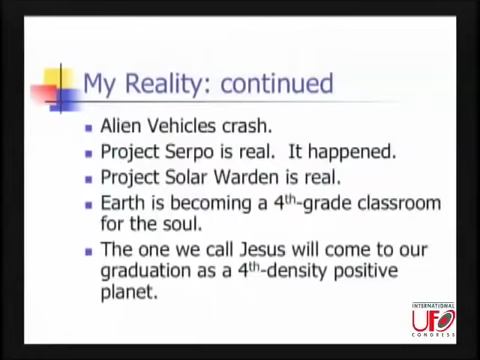 My Reality: continued
Alien Vehicles crash.
Project Serpo is real.  It happened.
Project Solar Warden is real.
Earth is becoming a 4th-grade classroom
for the soul.
The one we call Jesus will come to our
graduation as a 4th-density positive
planet.
INTERNATIONAL
UFO
CONGRESS